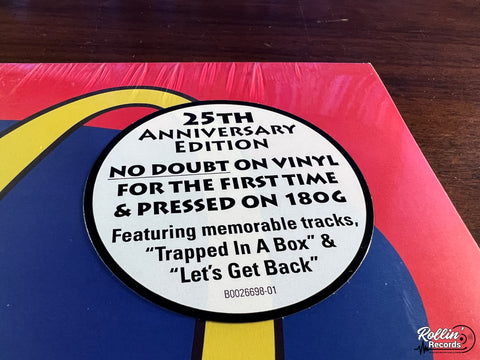 25TH
ANNIVERSARY
EDITION
NO DOUBT ON VINYL
FOR THE FIRST TIME
& PRESSED ON 180G
Featuring memorable tracks,
"Trapped In A Box" &
"Let's Get Back"
B0026698-01
Rollin'
Records